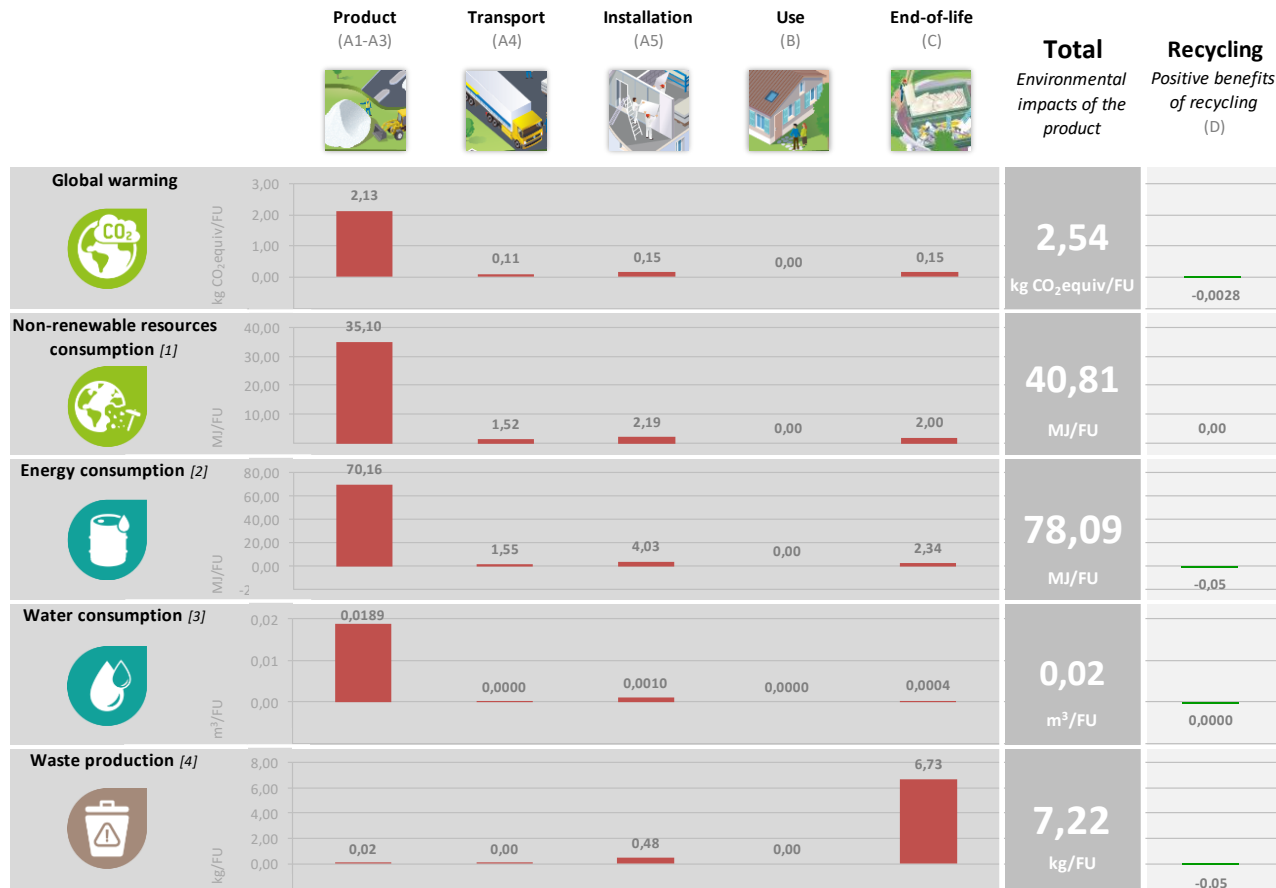 Product
(A1-A3)
Transport
(A4)
Installation
(A5)
Use
(B)
End-of-life
(C)
Total
Environmental
impacts of the
product
Recycling
Positive benefits
of recycling
(D)
Global warming
CO₂
kg CO₂equiv/FU
3,00
2,00
1,00
0,00
2,13
0,11
0,15
0,00
0,15
2,54
kg CO₂equiv/FU
-0,0028
Non-renewable resources
consumption [1]
MJ/FU
40,00
30,00
20,00
10,00
35,10
1,52
2,19
0,00
2,00
40,81
MJ/FU
0,00
Energy consumption [2]
MJ/FU
80,00
60,00
40,00
20,00
0,00
-2
70,16
1,55
4,03
0,00
2,34
78,09
MJ/FU
-0,05
Water consumption [3]
m³/FU
0,02
0,01
0,00
0,0189
0,0000
0,0010
0,0000
0,0004
0,02
m³/FU
0,0000
Waste production [4]
kg/FU
8,00
6,00
4,00
2,00
0,00
0,02
0,00
0,48
0,00
6,73
7,22
kg/FU
-0,05